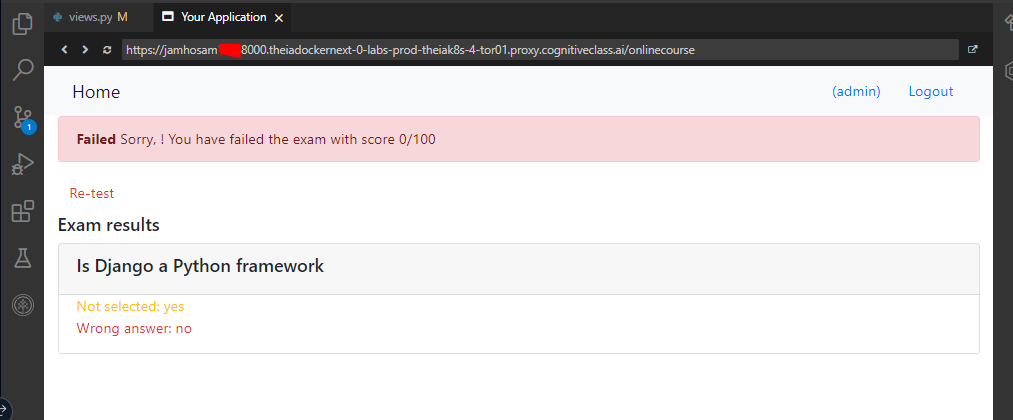 views.py M
Your Application
https://jamhosam 8000.theiadockernext-0-labs-prod-theiak8s-4-tor01.proxy.cognitiveclass.ai/onlinecourse
Home (admin) Logout
Failed Sorry, ! You have failed the exam with score 0/100
Re-test
Exam results
Is Django a Python framework
Not selected: yes
Wrong answer: no
1